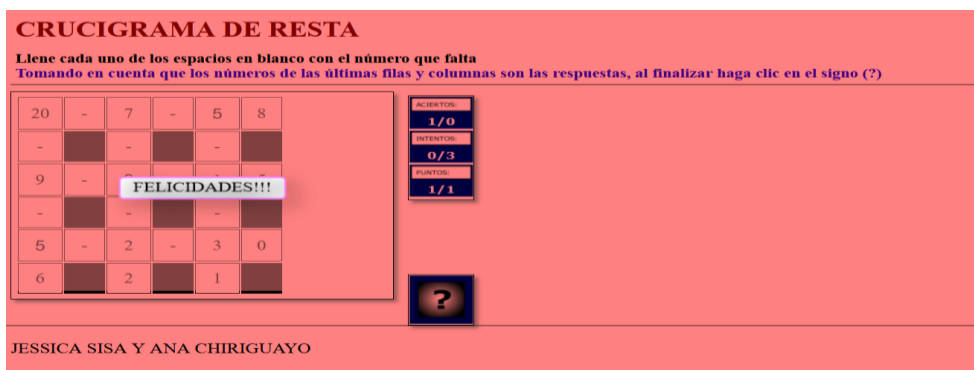 CRUCIGRAMA DE RESTA
Llene cada uno de los espacios en blanco con el número que falta
Tomando en cuenta que los números de las últimas filas y columnas son las respuestas, al finalizar haga clic en el signo (?)
20 - 7 - 5 8
- - -
9 -
FELICIDADES!!!
- - -
5 - 2 - 3 0
6 2 1
ACIERTOS:
1/0
INTENTOS:
0/3
PUNTOS:
1/1
?
JESSICA SISA Y ANA CHIRIGUAYO